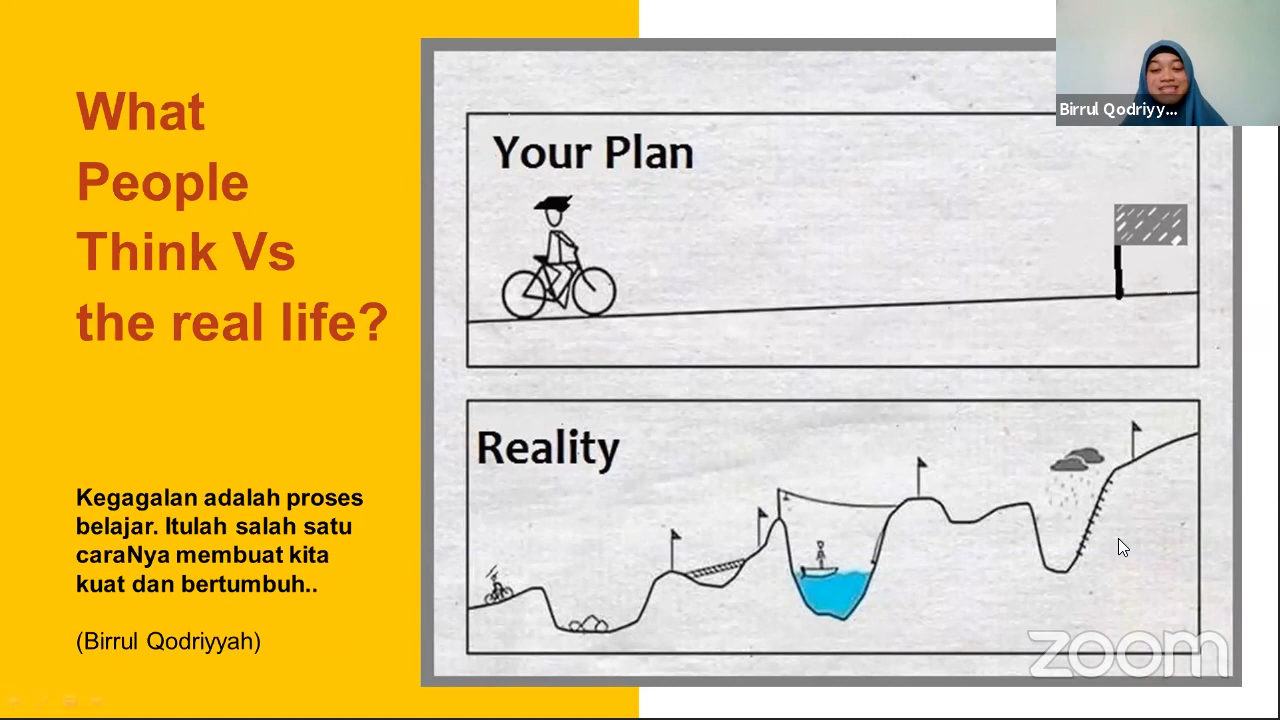 What
People
Think Vs
the real life?
Kegagalan adalah proses
belajar. Itulah salah satu
caraNya membuat kita
kuat dan bertumbuh..
(Birrul Qodriyyah)
Your Plan
Reality
Birrul Qodriyy...
zoom